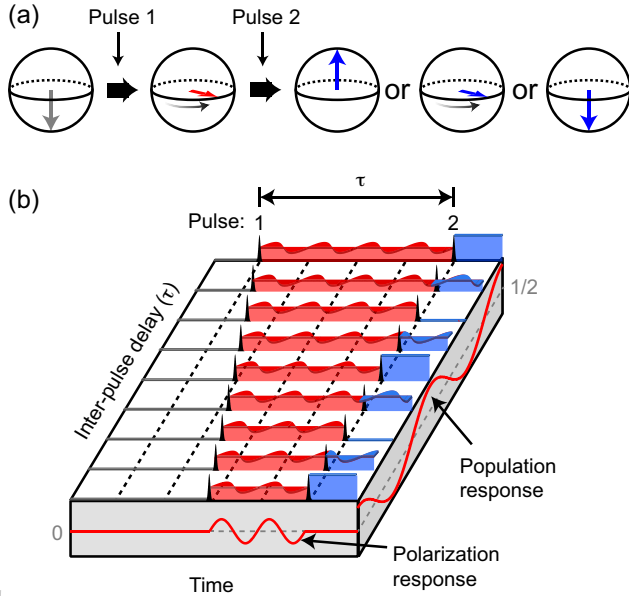 (a)
Pulse 1
Pulse 2
or
or
(b)
τ
Pulse: 1 2
Inter-pulse delay (τ)
1/2
Population
response
0
Polarization
response
Time